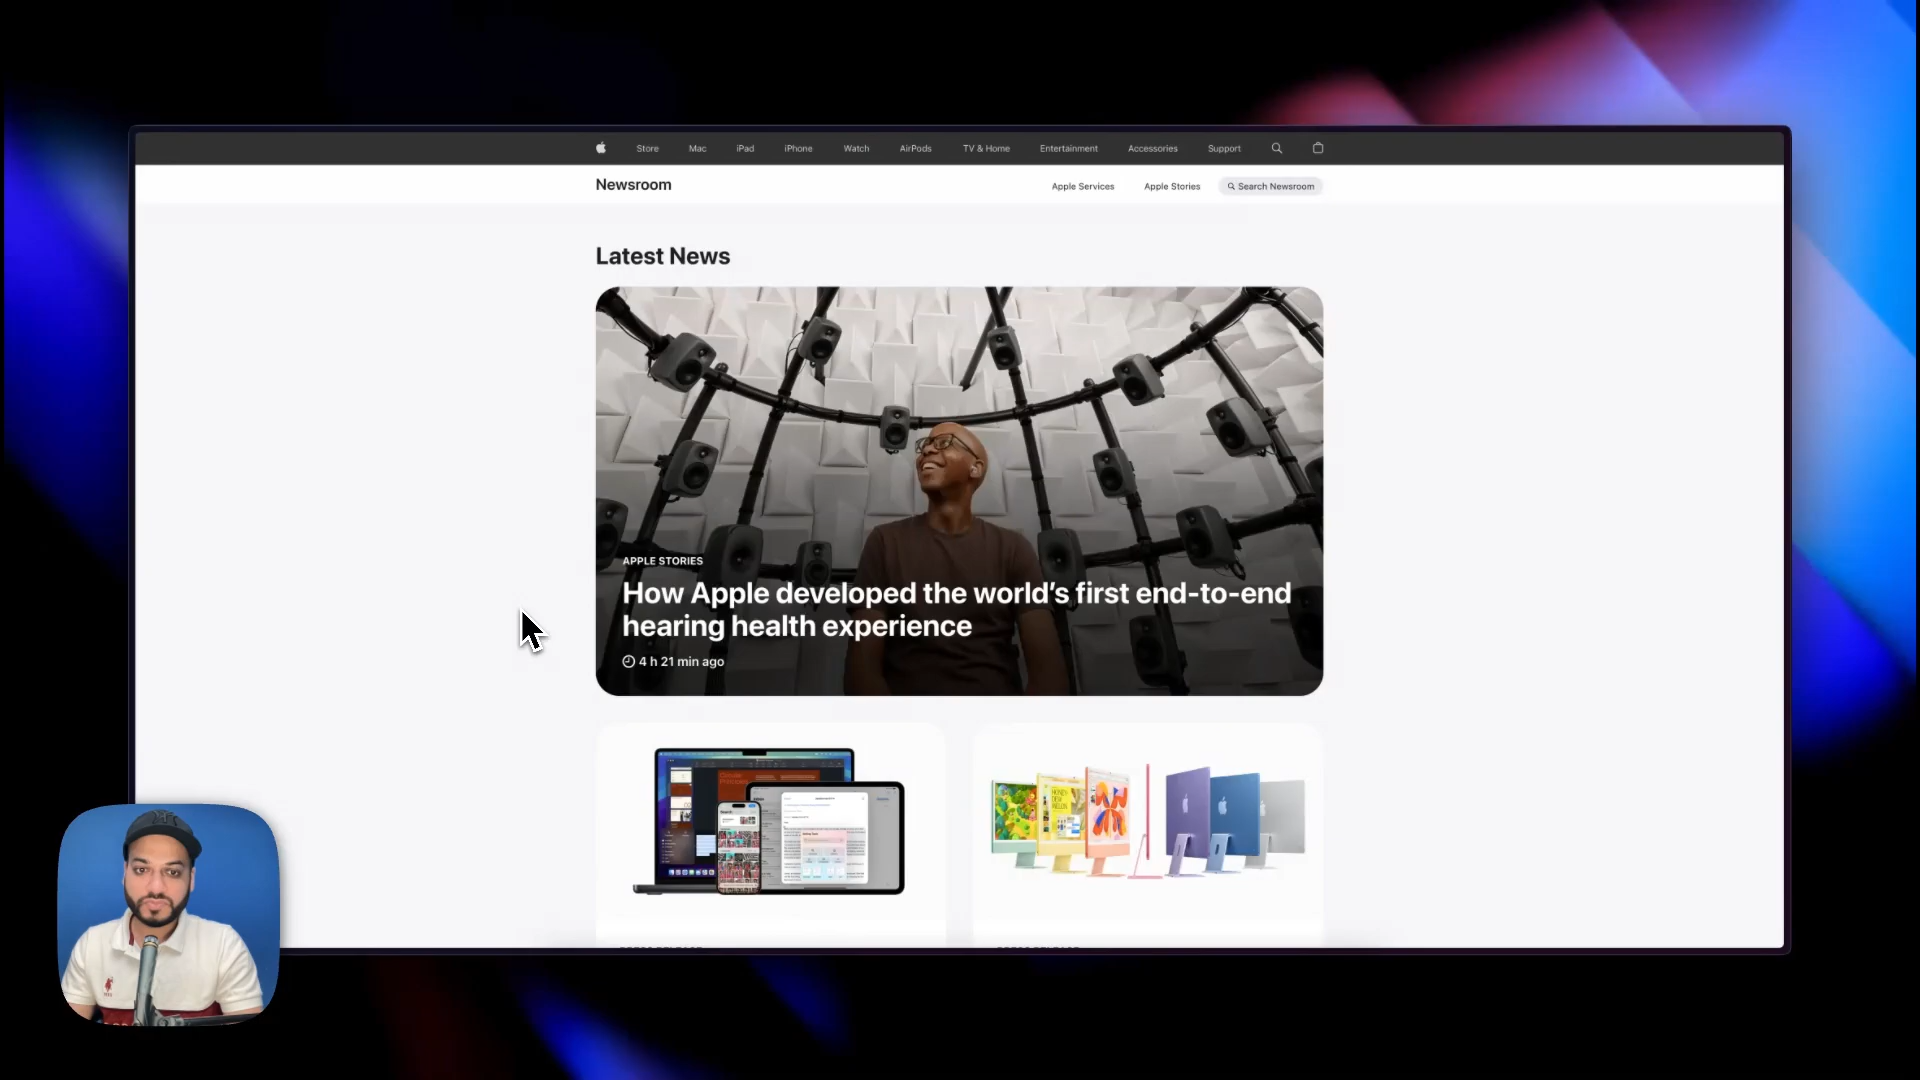 Store Mac iPad iPhone Watch AirPods TV & Home Entertainment Accessories Support
Newsroom
Apple Services Apple Stories Search Newsroom
Latest News
APPLE STORIES
How Apple developed the world's first end-to-end
hearing health experience
4 h 21 min ago